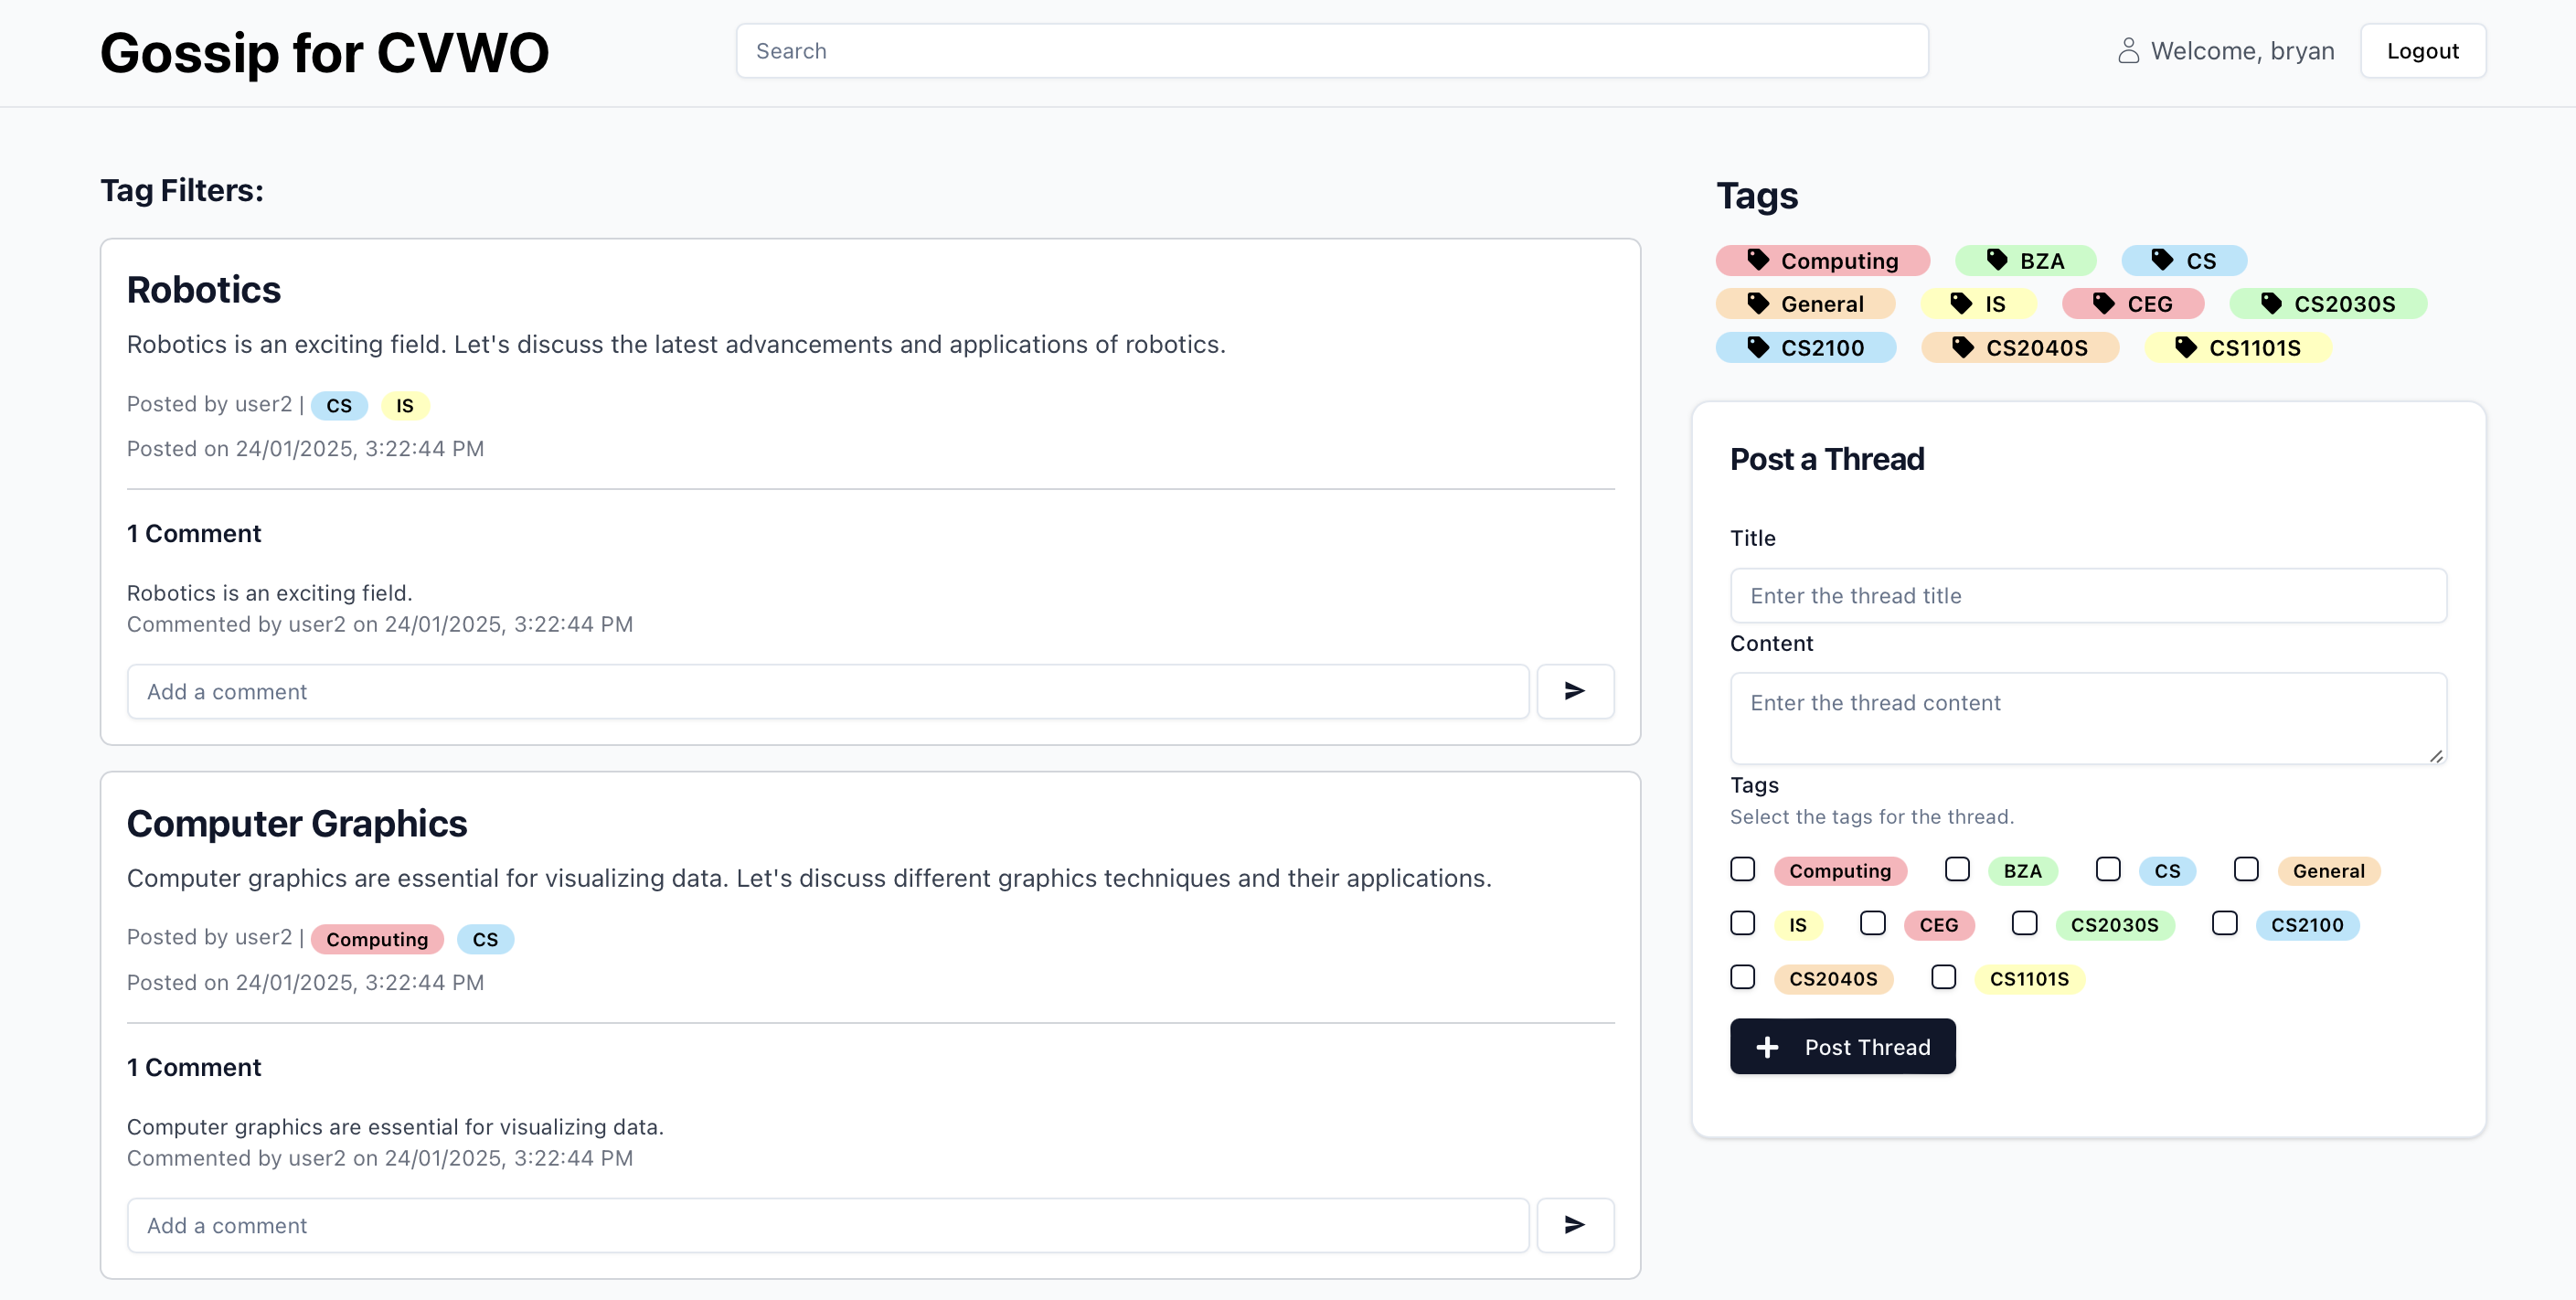 Gossip for CVWO
Search
Welcome, bryan
Logout
Tag Filters:
Robotics
Robotics is an exciting field. Let's discuss the latest advancements and applications of robotics.
Posted by user2 | CS IS
Posted on 24/01/2025, 3:22:44 PM
1 Comment
Robotics is an exciting field.
Commented by user2 on 24/01/2025, 3:22:44 PM
Add a comment
Computer Graphics
Computer graphics are essential for visualizing data. Let's discuss different graphics techniques and their applications.
Posted by user2 | Computing CS
Posted on 24/01/2025, 3:22:44 PM
1 Comment
Computer graphics are essential for visualizing data.
Commented by user2 on 24/01/2025, 3:22:44 PM
Add a comment
Tags
Computing BZA CS
General IS CEG CS2030S
CS2100 CS2040S CS1101S
Post a Thread
Title
Enter the thread title
Content
Enter the thread content
Tags
Select the tags for the thread.
Computing BZA CS General
IS CEG CS2030S CS2100
CS2040S CS1101S
Post Thread